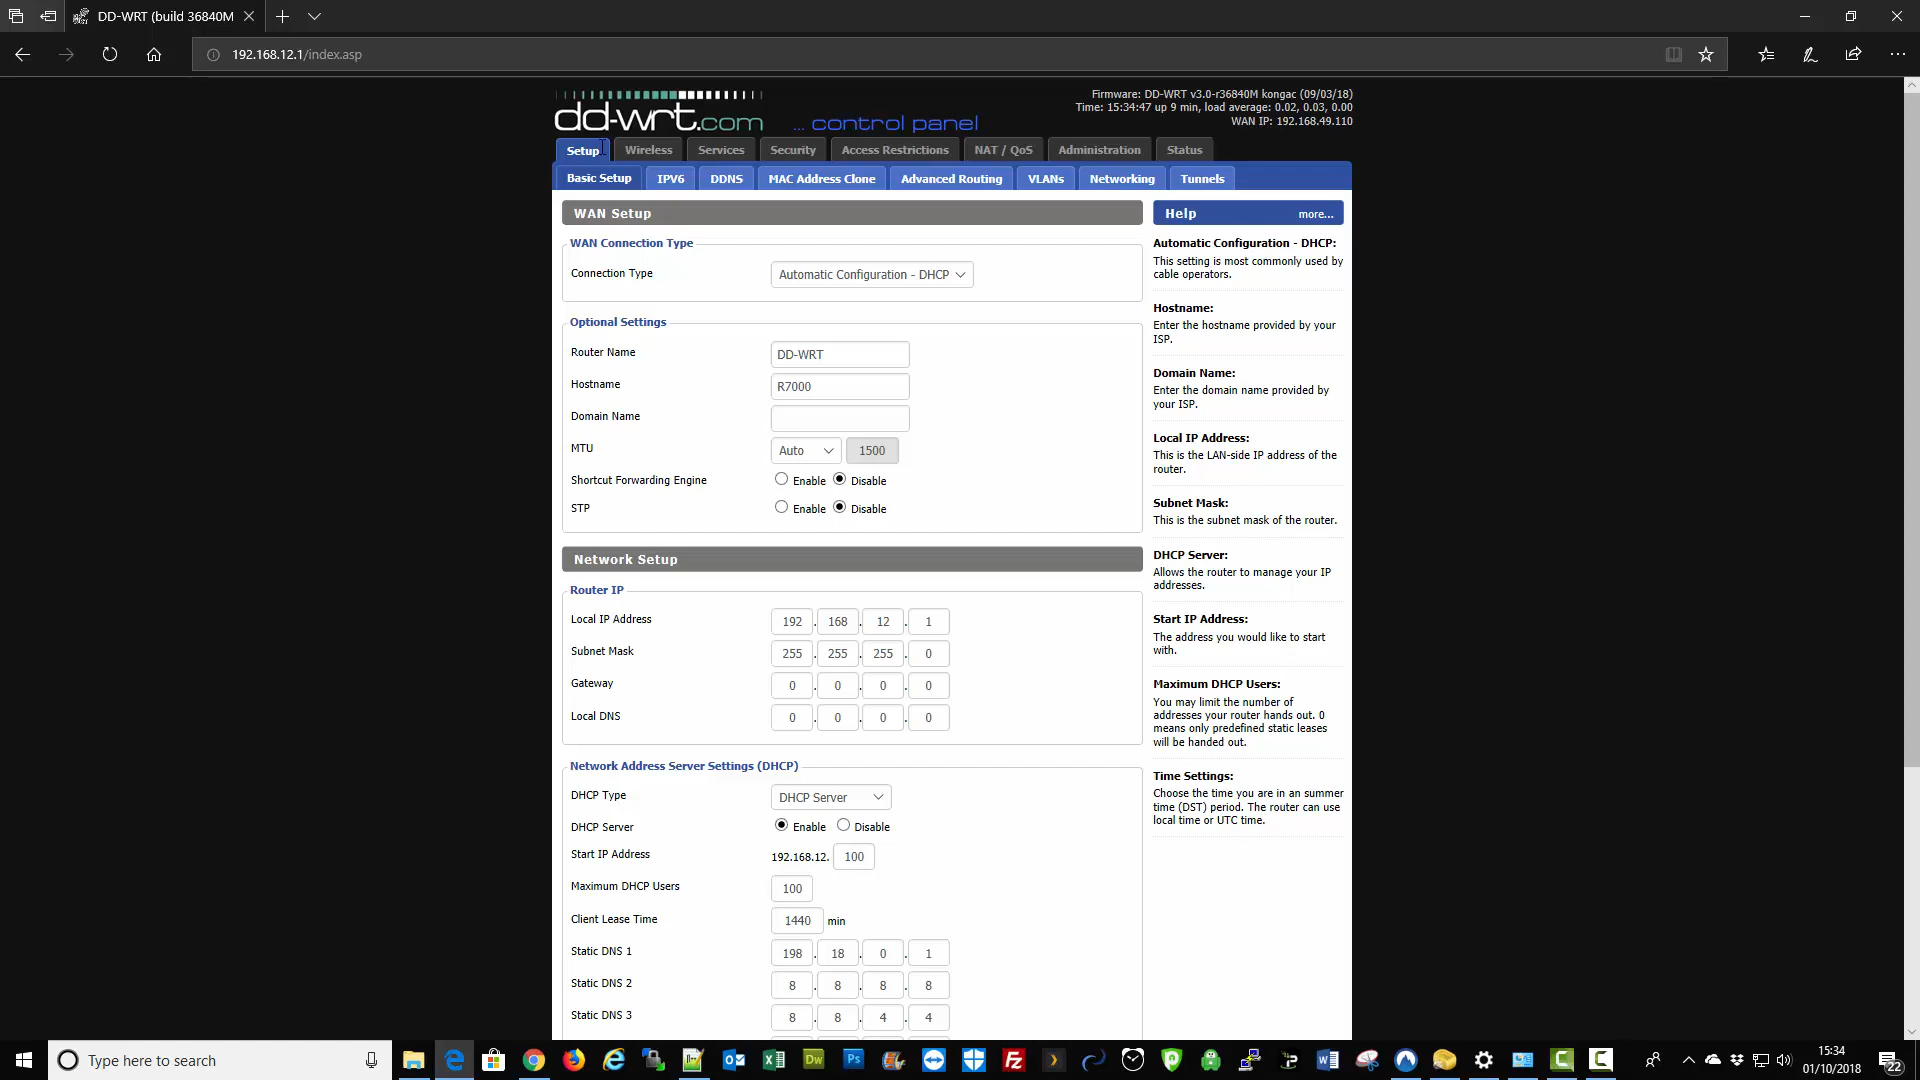 DD-WRT (build 36840M
192.168.12.1/index.asp
dd-wrt.com ... control panel
Firmware: DD-WRT v3.0-r36840M kongac (09/03/18)
Time: 15:34:47 up 9 min, load average: 0.02, 0.03, 0.00
WAN IP: 192.168.49.110
Setup Wireless Services Security Access Restrictions NAT / QoS Administration Status
Basic Setup IPV6 DDNS MAC Address Clone Advanced Routing VLANs Networking Tunnels
WAN Setup
WAN Connection Type
Connection Type Automatic Configuration - DHCP
Optional Settings
Router Name DD-WRT
Hostname R7000
Domain Name
MTU Auto 1500
Shortcut Forwarding Engine Enable Disable
STP Enable Disable
Network Setup
Router IP
Local IP Address 192 . 168 . 12 . 1
Subnet Mask 255 . 255 . 255 . 0
Gateway 0 . 0 . 0 . 0
Local DNS 0 . 0 . 0 . 0
Network Address Server Settings (DHCP)
DHCP Type DHCP Server
DHCP Server Enable Disable
Start IP Address 192.168.12. 100
Maximum DHCP Users 100
Client Lease Time 1440 min
Static DNS 1 198 . 18 . 0 . 1
Static DNS 2 8 . 8 . 8 . 8
Static DNS 3 8 . 8 . 4 . 4
Help more...
Automatic Configuration - DHCP:
This setting is most commonly used by
cable operators.
Hostname:
Enter the hostname provided by your
ISP.
Domain Name:
Enter the domain name provided by
your ISP.
Local IP Address:
This is the LAN-side IP address of the
router.
Subnet Mask:
This is the subnet mask of the router.
DHCP Server:
Allows the router to manage your IP
addresses.
Start IP Address:
The address you would like to start
with.
Maximum DHCP Users:
You may limit the number of
addresses your router hands out. 0
means only predefined static leases
will be handed out.
Time Settings:
Choose the time you are in an summer
time (DST) period. The router can use
local time or UTC time.
Type here to search
Dw
Ps
15:34
01/10/2018
22